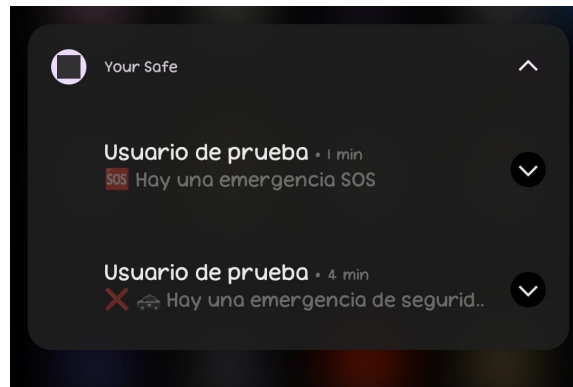 Your Safe
Usuario de prueba • 1 min
🆘 Hay una emergencia SOS
Usuario de prueba • 4 min
❌ 🚓 Hay una emergencia de segurid..